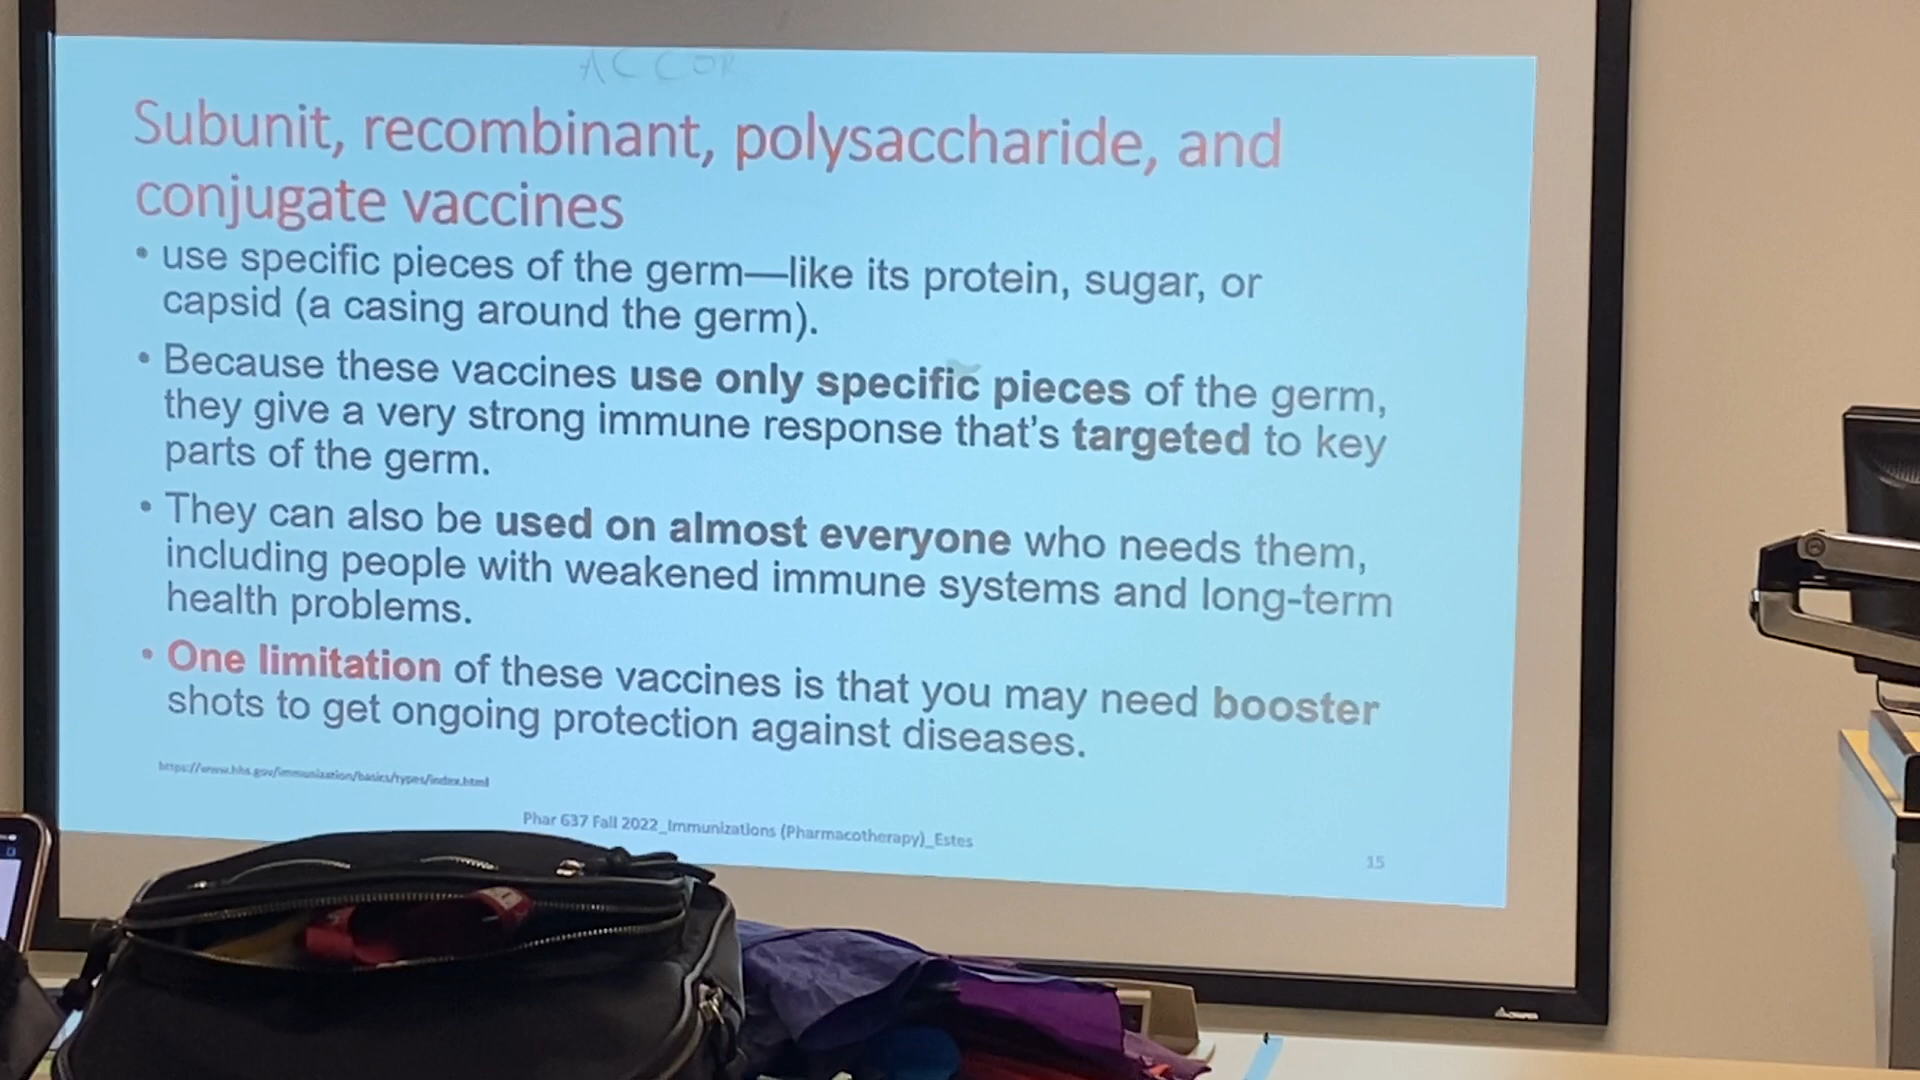 ACCOR
Subunit, recombinant, polysaccharide, and
conjugate vaccines
• use specific pieces of the germ—like its protein, sugar, or
capsid (a casing around the germ).
• Because these vaccines use only specific pieces of the germ,
they give a very strong immune response that's targeted to key
parts of the germ.
• They can also be used on almost everyone who needs them,
including people with weakened immune systems and long-term
health problems.
• One limitation of these vaccines is that you may need booster
shots to get ongoing protection against diseases.
https://www.hhs.gov/immunization/basics/types/index.html
Phar 637 Fall 2022_Immunizations (Pharmacotherapy)_Estes
15